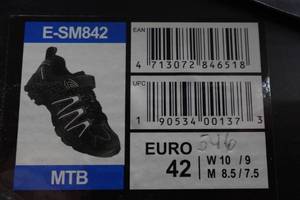 E-SM842
MTB
EAN
4 713072 846518
UPC
1 90534 00137 3
546
EURO
42
W 10 / 9
M 8.5 / 7.5